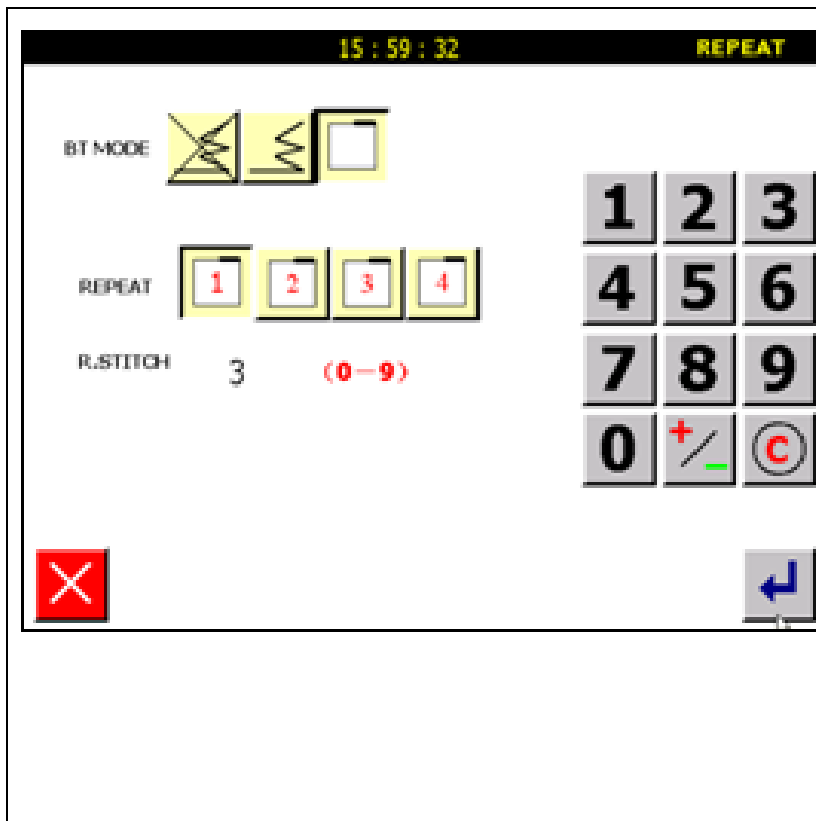 15 : 59 : 32 REPEAT
BT MODE
1 2 3
REPEAT 1 2 3 4
4 5 6
R.STITCH 3 (0－9)
7 8 9
0 +/− C